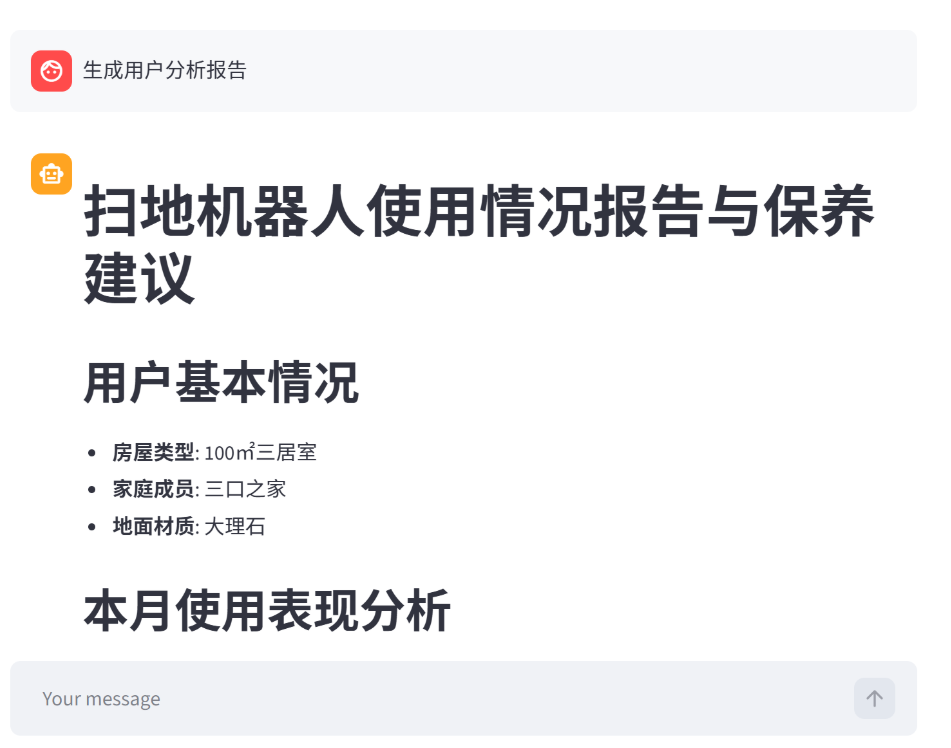 生成用户分析报告
扫地机器人使用情况报告与保养
建议
用户基本情况
房屋类型: 100㎡三居室
家庭成员: 三口之家
地面材质: 大理石
本月使用表现分析
Your message